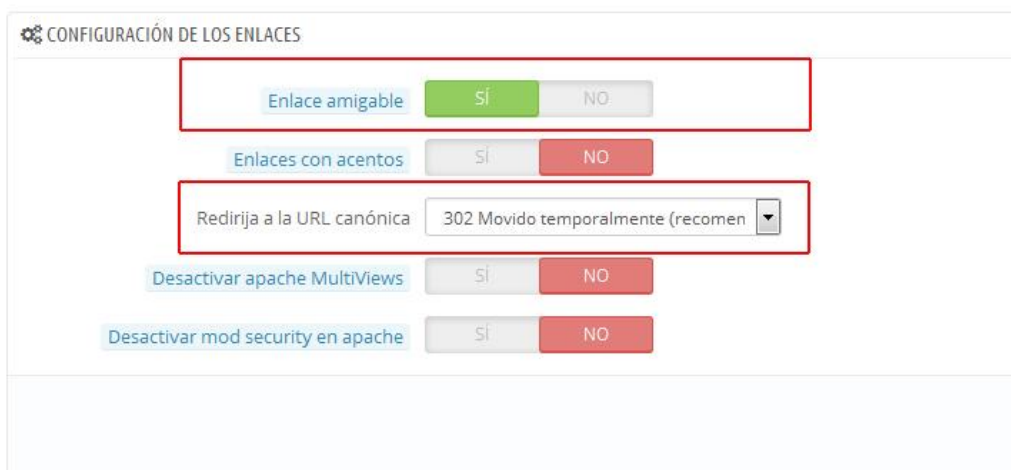 CONFIGURACIÓN DE LOS ENLACES
Enlace amigable SÍ NO
Enlaces con acentos SÍ NO
Redirija a la URL canónica 302 Movido temporalmente (recomen
Desactivar apache MultiViews SÍ NO
Desactivar mod security en apache SÍ NO